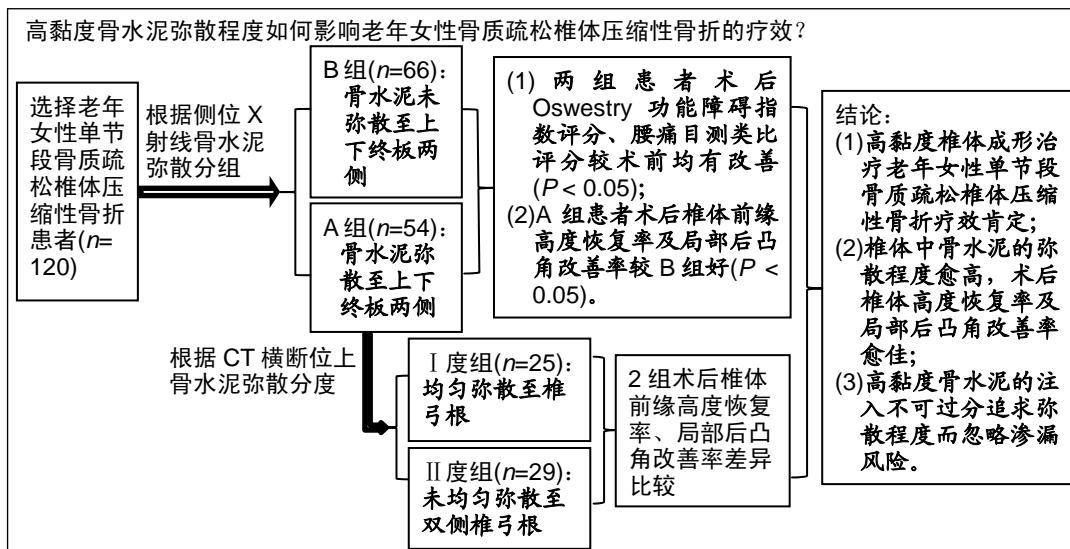 高黏度骨水泥弥散程度如何影响老年女性骨质疏松椎体压缩性骨折的疗效？
选择老年
女性单节
段骨质疏
松椎体压
缩性骨折
患者(n=
120)
根据侧位 X
射线骨水泥
弥散分组
B 组(n=66)：
骨水泥未
弥散至上
下终板两
侧
A 组(n=54)：
骨水泥弥
散至上下
终板两侧
(1) 两组患者术后
Oswestry 功能障碍指
数评分、腰痛目测类比
评分较术前均有改善
(P < 0.05)；
(2)A 组患者术后椎体前缘
高度恢复率及局部后凸
角改善率较 B 组好(P <
0.05)。
根据 CT 横断位上
骨水泥弥散分度
Ⅰ度组(n=25)：
均匀弥散至椎
弓根
Ⅱ度组(n=29)：
未均匀弥散至
双侧椎弓根
2 组术后椎体
前缘高度恢复
率、局部后凸
角改善率差异
比较
结论：
(1)高黏度椎体成形治
疗老年女性单节段
骨质疏松椎体压缩
性骨折疗效肯定；
(2)椎体中骨水泥的弥
散程度愈高，术后
椎体高度恢复率及
局部后凸角改善率
愈佳；
(3)高黏度骨水泥的注
入不可过分追求弥
散程度而忽略渗漏
风险。